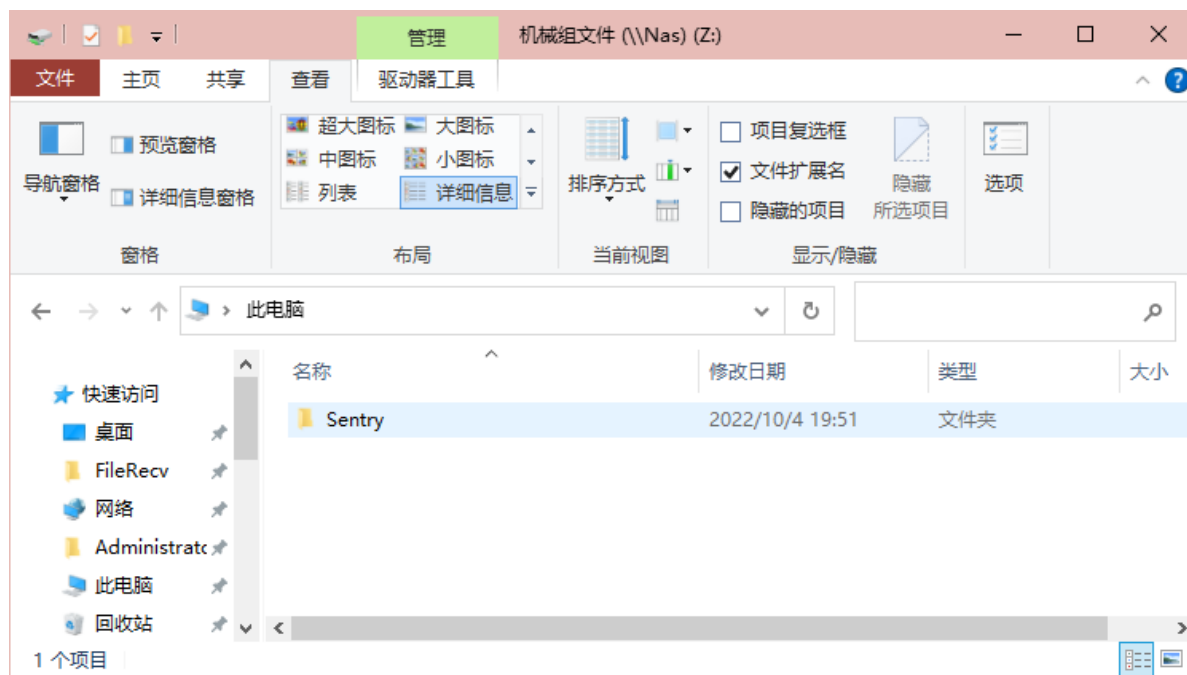 管理 机械组文件 (\\Nas) (Z:)
文件 主页 共享 查看 驱动器工具
导航窗格 预览窗格 详细信息窗格
窗格
超大图标 大图标
中图标 小图标
列表 详细信息
布局
排序方式
当前视图
项目复选框
文件扩展名
隐藏的项目
隐藏
所选项目
显示/隐藏
选项
此电脑
名称 修改日期 类型 大小
Sentry 2022/10/4 19:51 文件夹
快速访问
桌面
FileRecv
网络
Administratc
此电脑
回收站
1 个项目